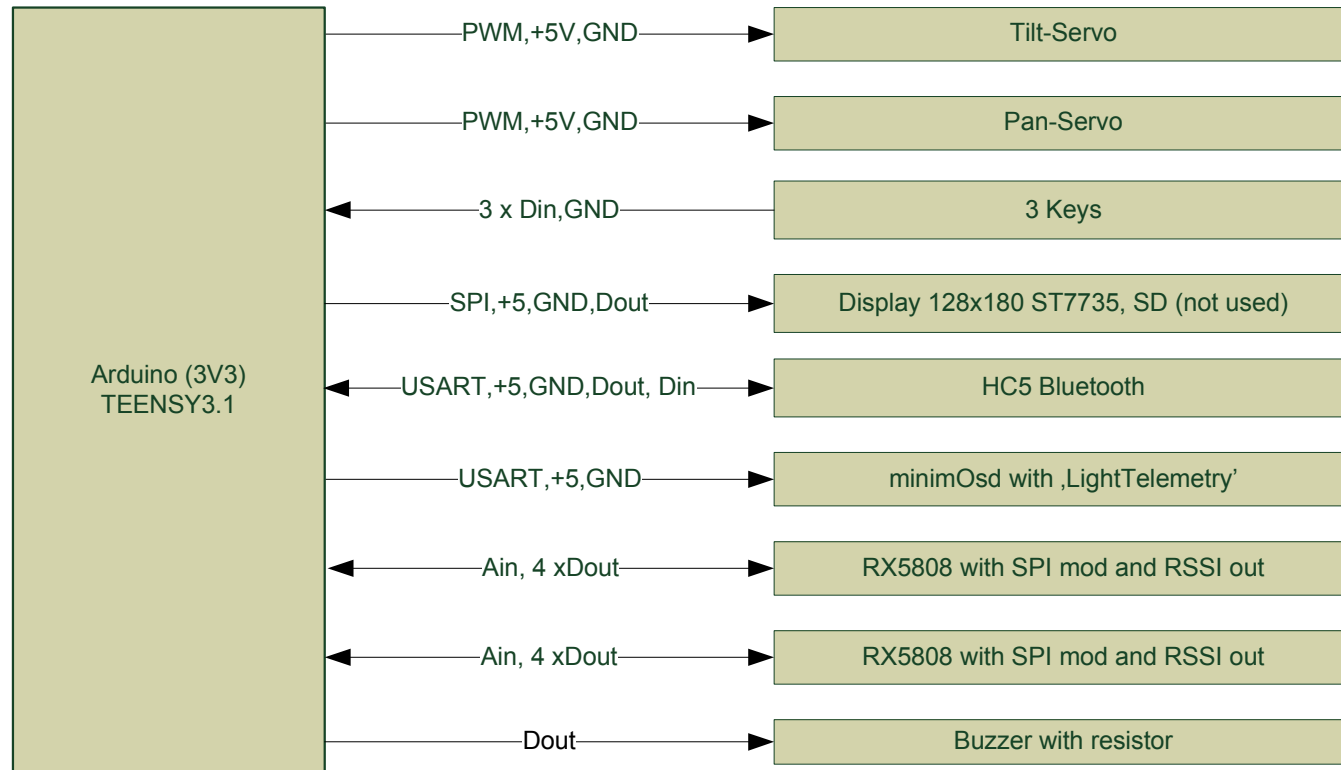 PWM,+5V,GND
Tilt-Servo
PWM,+5V,GND
Pan-Servo
3 x Din,GND
3 Keys
SPI,+5,GND,Dout
Display 128x180 ST7735, SD (not used)
Arduino (3V3)
TEENSY3.1
USART,+5,GND,Dout, Din
HC5 Bluetooth
USART,+5,GND
minimOsd with ‚LightTelemetry’
Ain, 4 xDout
RX5808 with SPI mod and RSSI out
Ain, 4 xDout
RX5808 with SPI mod and RSSI out
Dout
Buzzer with resistor